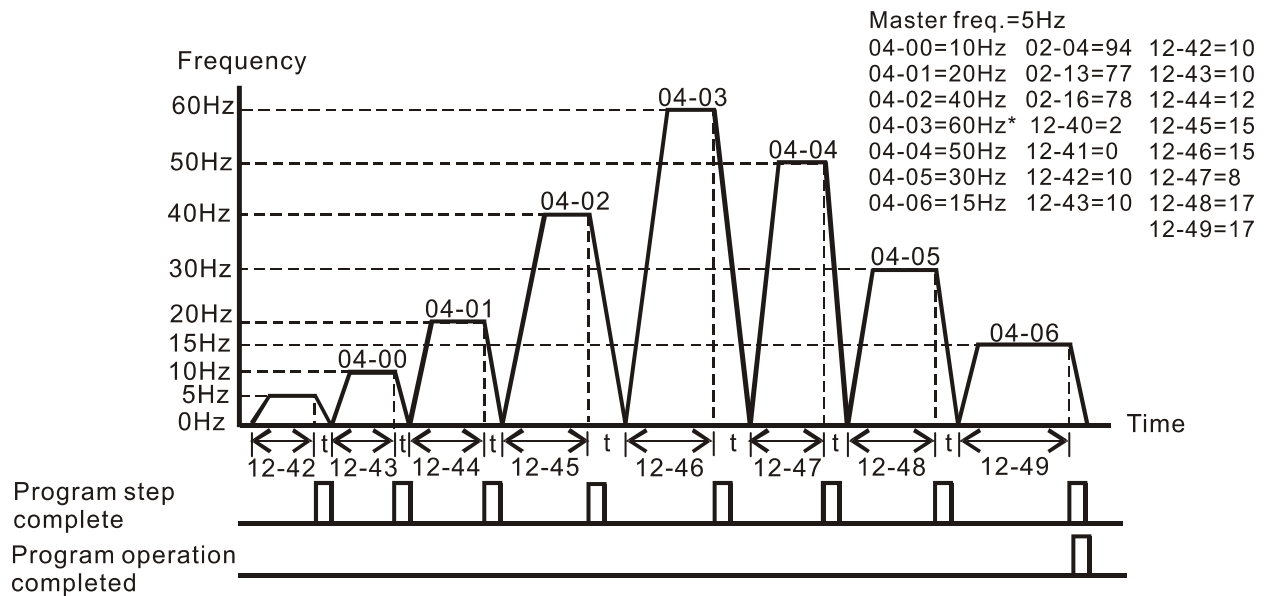 Master freq.=5Hz
04-00=10Hz 02-04=94 12-42=10
04-01=20Hz 02-13=77 12-43=10
04-02=40Hz 02-16=78 12-44=12
04-03=60Hz* 12-40=2 12-45=15
04-04=50Hz 12-41=0 12-46=15
04-05=30Hz 12-42=10 12-47=8
04-06=15Hz 12-43=10 12-48=17
12-49=17
Frequency
60Hz
50Hz
40Hz
30Hz
20Hz
15Hz
10Hz
5Hz
0Hz
04-00
04-01
04-02
04-03
04-04
04-05
04-06
Time
t t t t t t t
12-42 12-43 12-44 12-45 12-46 12-47 12-48 12-49
Program step
complete
Program operation
completed